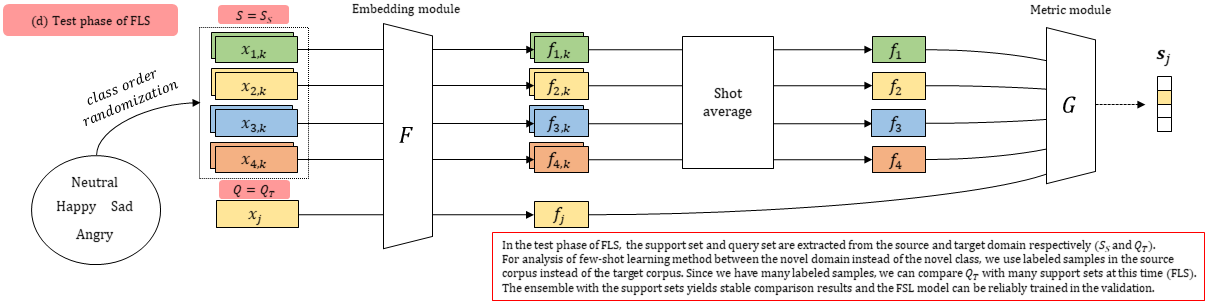 (d) Test phase of FLS
S = S_S
Embedding module
Metric module
class order
randomization
x_{1,k}
x_{2,k}
x_{3,k}
x_{4,k}
Q = Q_T
x_j
F
f_{1,k}
f_{2,k}
f_{3,k}
f_{4,k}
f_j
Shot
average
f_1
f_2
f_3
f_4
G
s_j
Neutral
Happy Sad
Angry
In the test phase of FLS, the support set and query set are extracted from the source and target domain respectively (S_S and Q_T).
For analysis of few-shot learning method between the novel domain instead of the novel class, we use labeled samples in the source
corpus instead of the target corpus. Since we have many labeled samples, we can compare Q_T with many support sets at this time (FLS).
The ensemble with the support sets yields stable comparison results and the FSL model can be reliably trained in the validation.